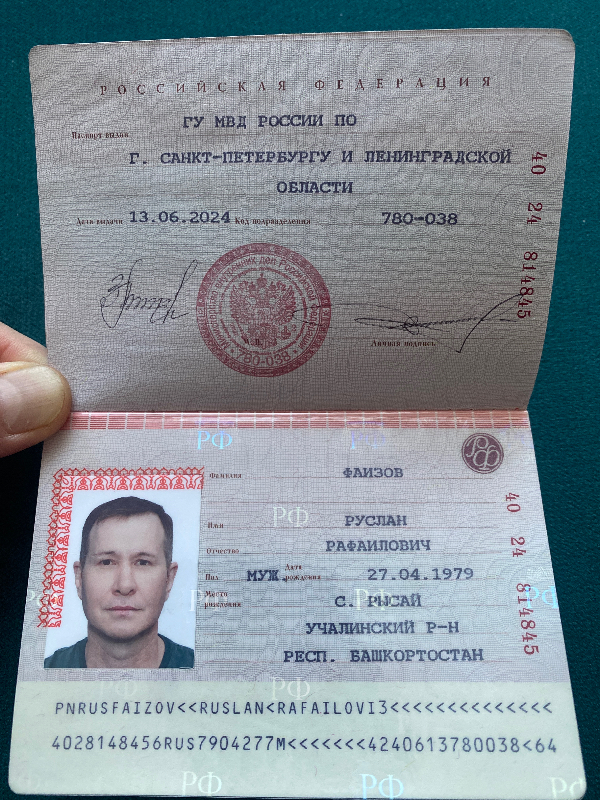 РОССИЙСКАЯ ФЕДЕРАЦИЯ
Паспорт выдан ГУ МВД РОССИИ ПО
Г. САНКТ-ПЕТЕРБУРГУ И ЛЕНИНГРАДСКОЙ
ОБЛАСТИ
Дата выдачи 13.06.2024 Код подразделения 780-038
40 24 814845
780-038
Личная подпись
РФ
Фамилия ФАИЗОВ
Имя РУСЛАН
Отчество РАФАИЛОВИЧ
Пол МУЖ. Дата рождения 27.04.1979
Место рождения С. РЫСАЙ
УЧАЛИНСКИЙ Р-Н
РЕСП. БАШКОРТОСТАН
40 24 814845
PNRUSFAIZOV<<RUSLAN<RAFAILOVI3<<<<<<<<<<<<<<
4028148456RUS7904277M<<<<<<<4240613780038<64